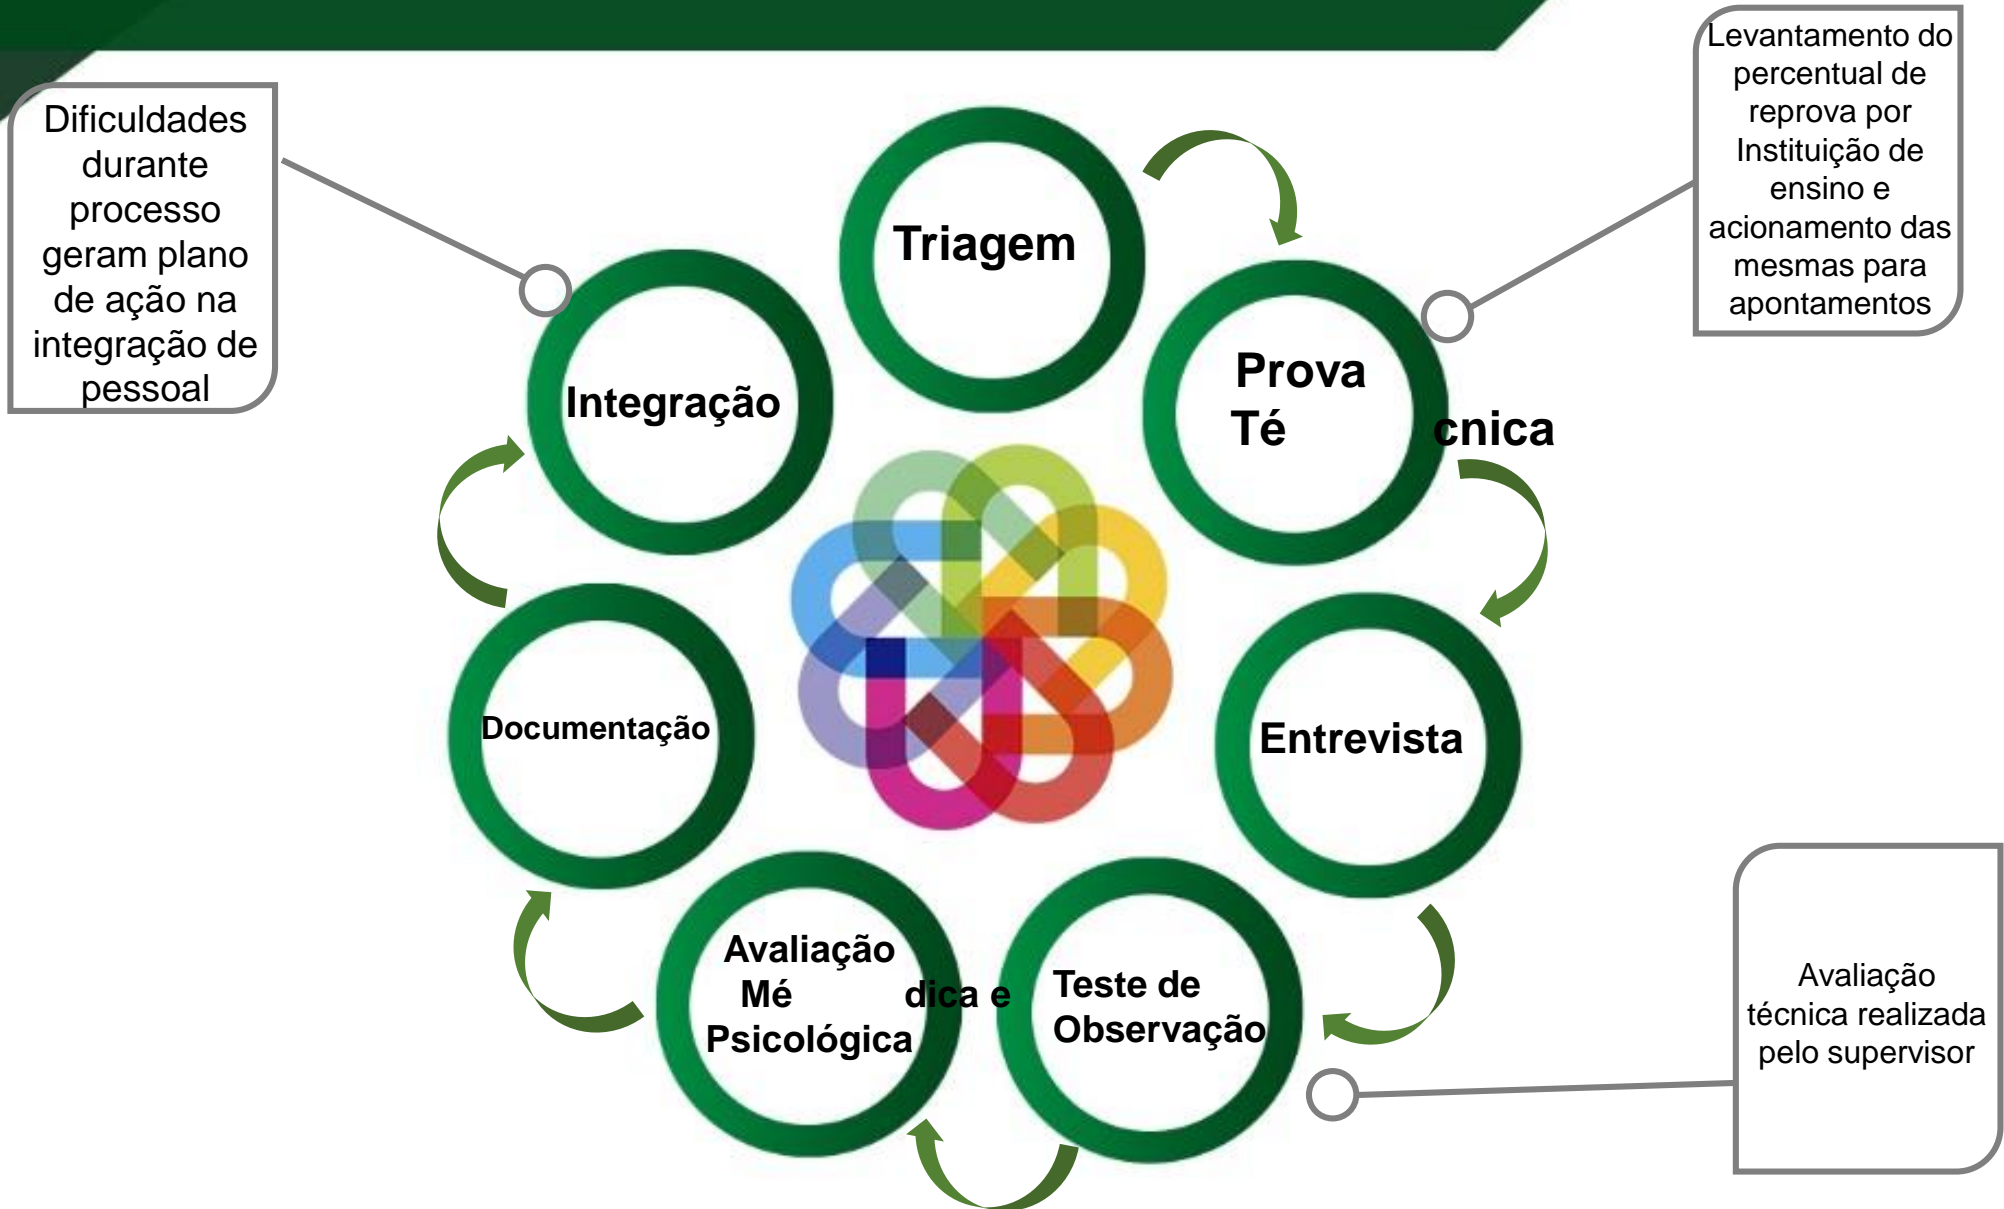 Dificuldades
durante
processo
geram plano
de ação na
integração de
pessoal
Levantamento do
percentual de
reprova por
Instituição de
ensino e
acionamento das
mesmas para
apontamentos
Triagem
Prova
Té cnica
Entrevista
Teste de
Observação
Avaliação
Mé dica e
Psicológica
Documentação
Integração
Avaliação
técnica realizada
pelo supervisor